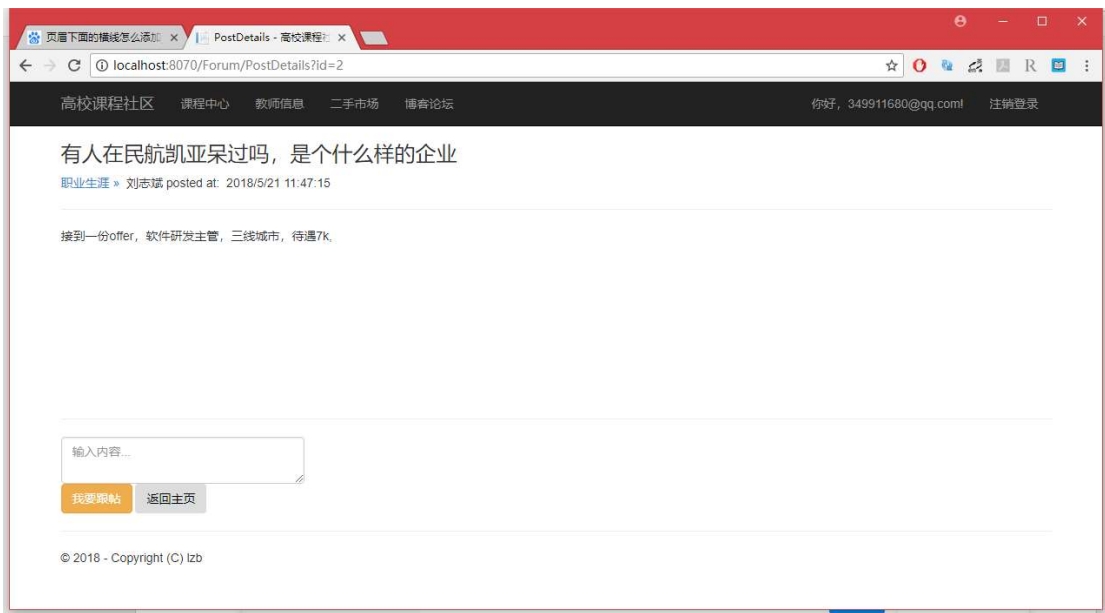 页眉下面的横线怎么添加
PostDetails - 高校课程社
localhost:8070/Forum/PostDetails?id=2
高校课程社区 课程中心 教师信息 二手市场 博客论坛 你好，349911680@qq.com! 注销登录
有人在民航凯亚呆过吗，是个什么样的企业
职业生涯 » 刘志斌 posted at: 2018/5/21 11:47:15
接到一份offer，软件研发主管，三线城市，待遇7K。
输入内容...
我要跟帖 返回主页
© 2018 - Copyright (C) lzb